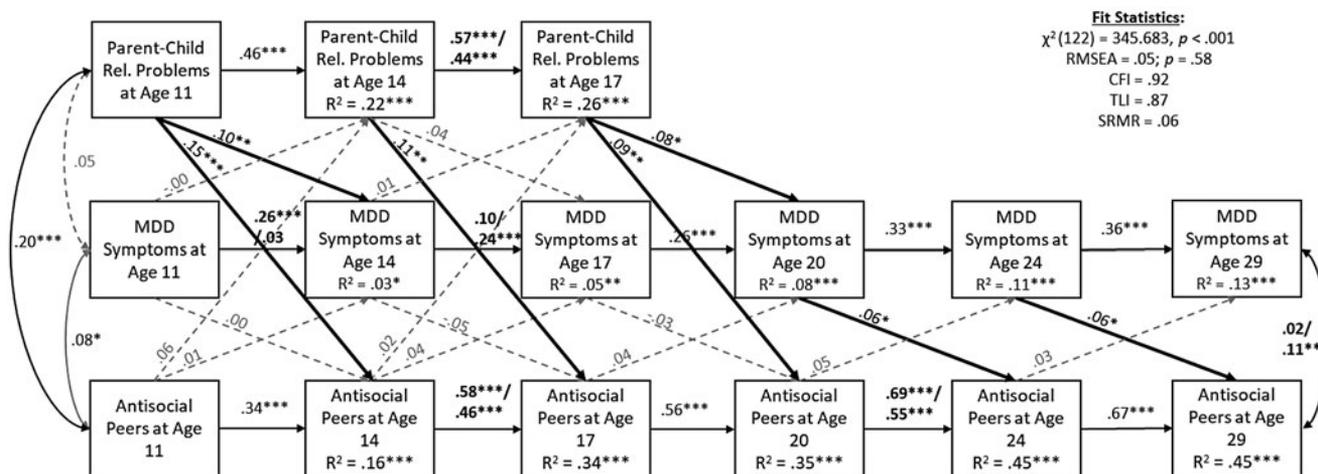 Fit Statistics:
χ² (122) = 345.683, p < .001
RMSEA = .05; p = .58
CFI = .92
TLI = .87
SRMR = .06
Parent-Child
Rel. Problems
at Age 11
.46***
Parent-Child
Rel. Problems
at Age 14
R² = .22***
.57***/
.44***
Parent-Child
Rel. Problems
at Age 17
R² = .26***
.05
.20***
.08*
.10**
.15***
.00
.04
.11**
.01
.08*
.09**
MDD
Symptoms at
Age 11
.26***
/.03
MDD
Symptoms at
Age 14
R² = .03*
.10/
.24***
MDD
Symptoms at
Age 17
R² = .05**
.26***
MDD
Symptoms at
Age 20
R² = .08***
.33***
MDD
Symptoms at
Age 24
R² = .11***
.36***
MDD
Symptoms at
Age 29
R² = .13***
.00
.06
.01
.05
.02
.04
.03
.04
.06*
.05
.06*
.03
.02/
.11**
Antisocial
Peers at Age
11
.34***
Antisocial
Peers at Age
14
R² = .16***
.58***/
.46***
Antisocial
Peers at Age
17
R² = .34***
.56***
Antisocial
Peers at Age
20
R² = .35***
.69***/
.55***
Antisocial
Peers at Age
24
R² = .45***
.67***
Antisocial
Peers at Age
29
R² = .45***